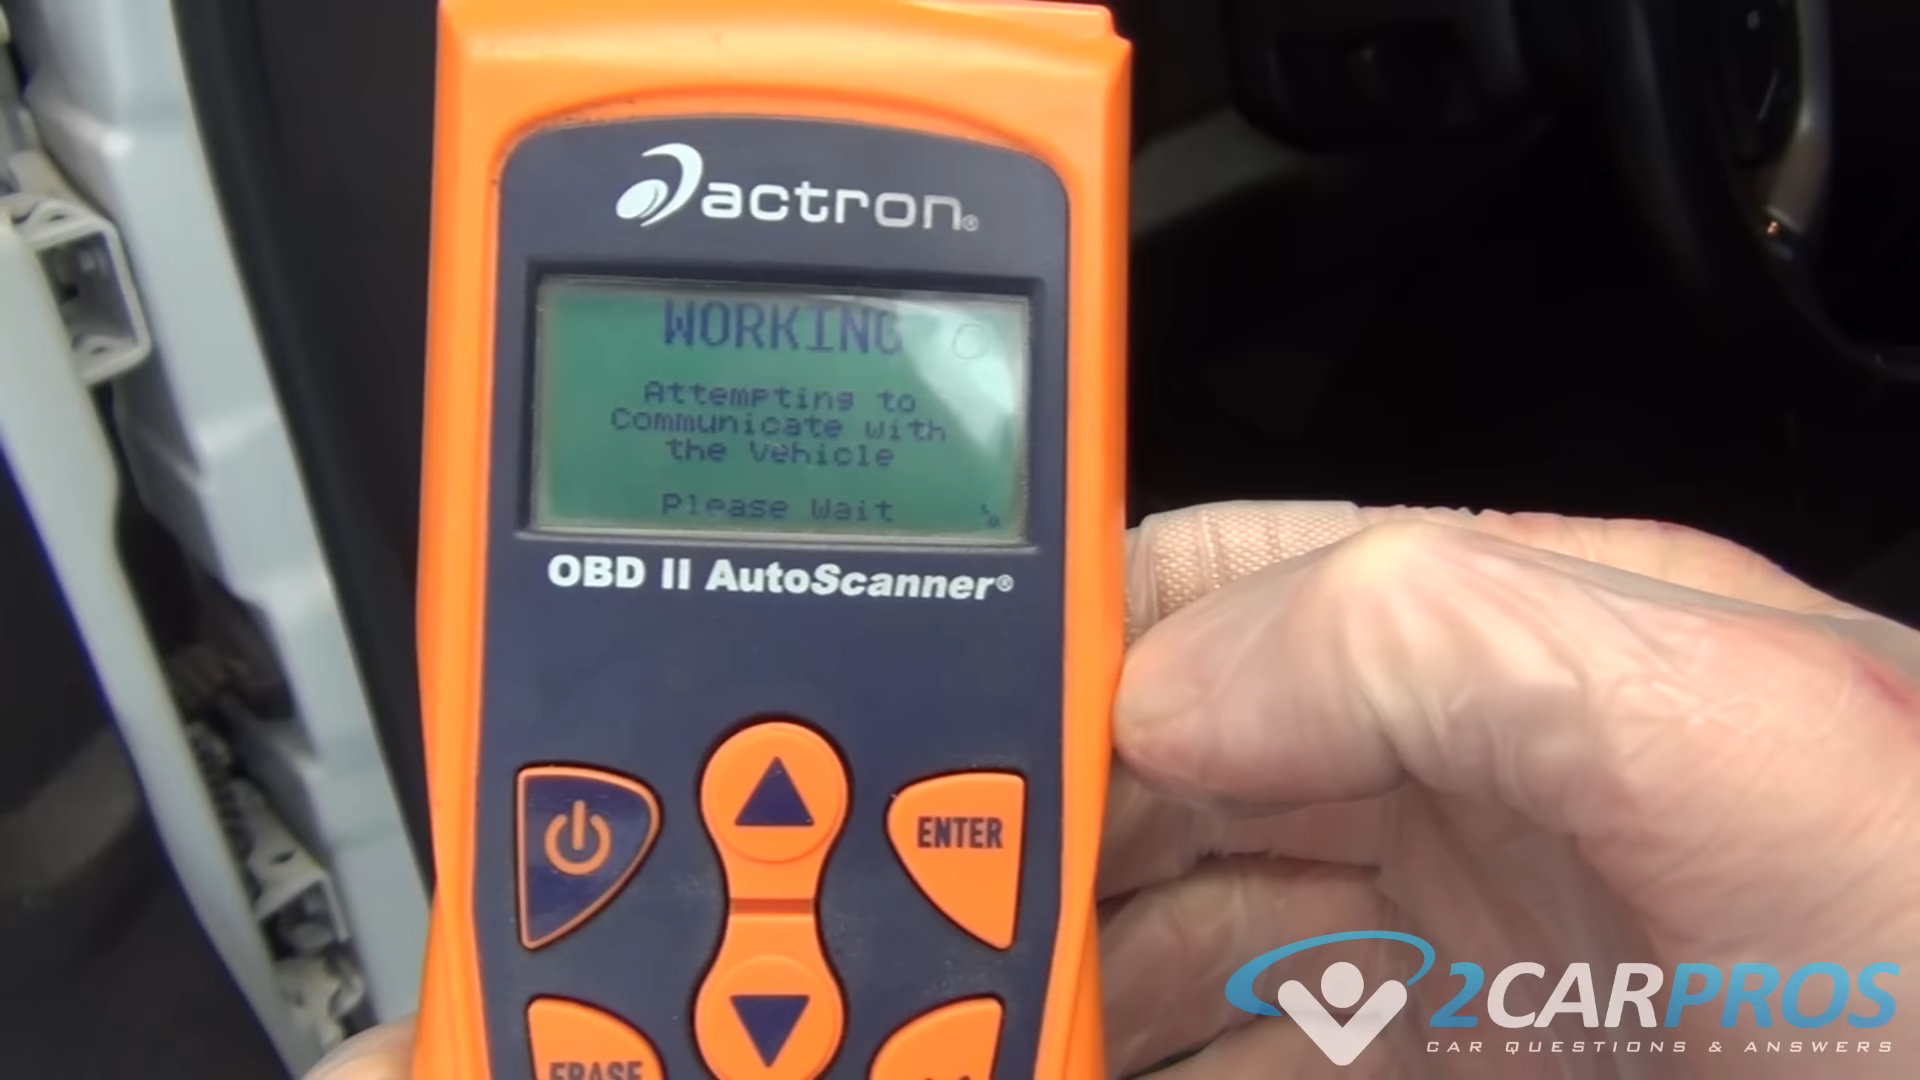 actron®
WORKING
Attempting to
Communicate with
the Vehicle
Please Wait
OBD II AutoScanner®
ENTER
ERASE
2CARPROS
CAR QUESTIONS & ANSWERS